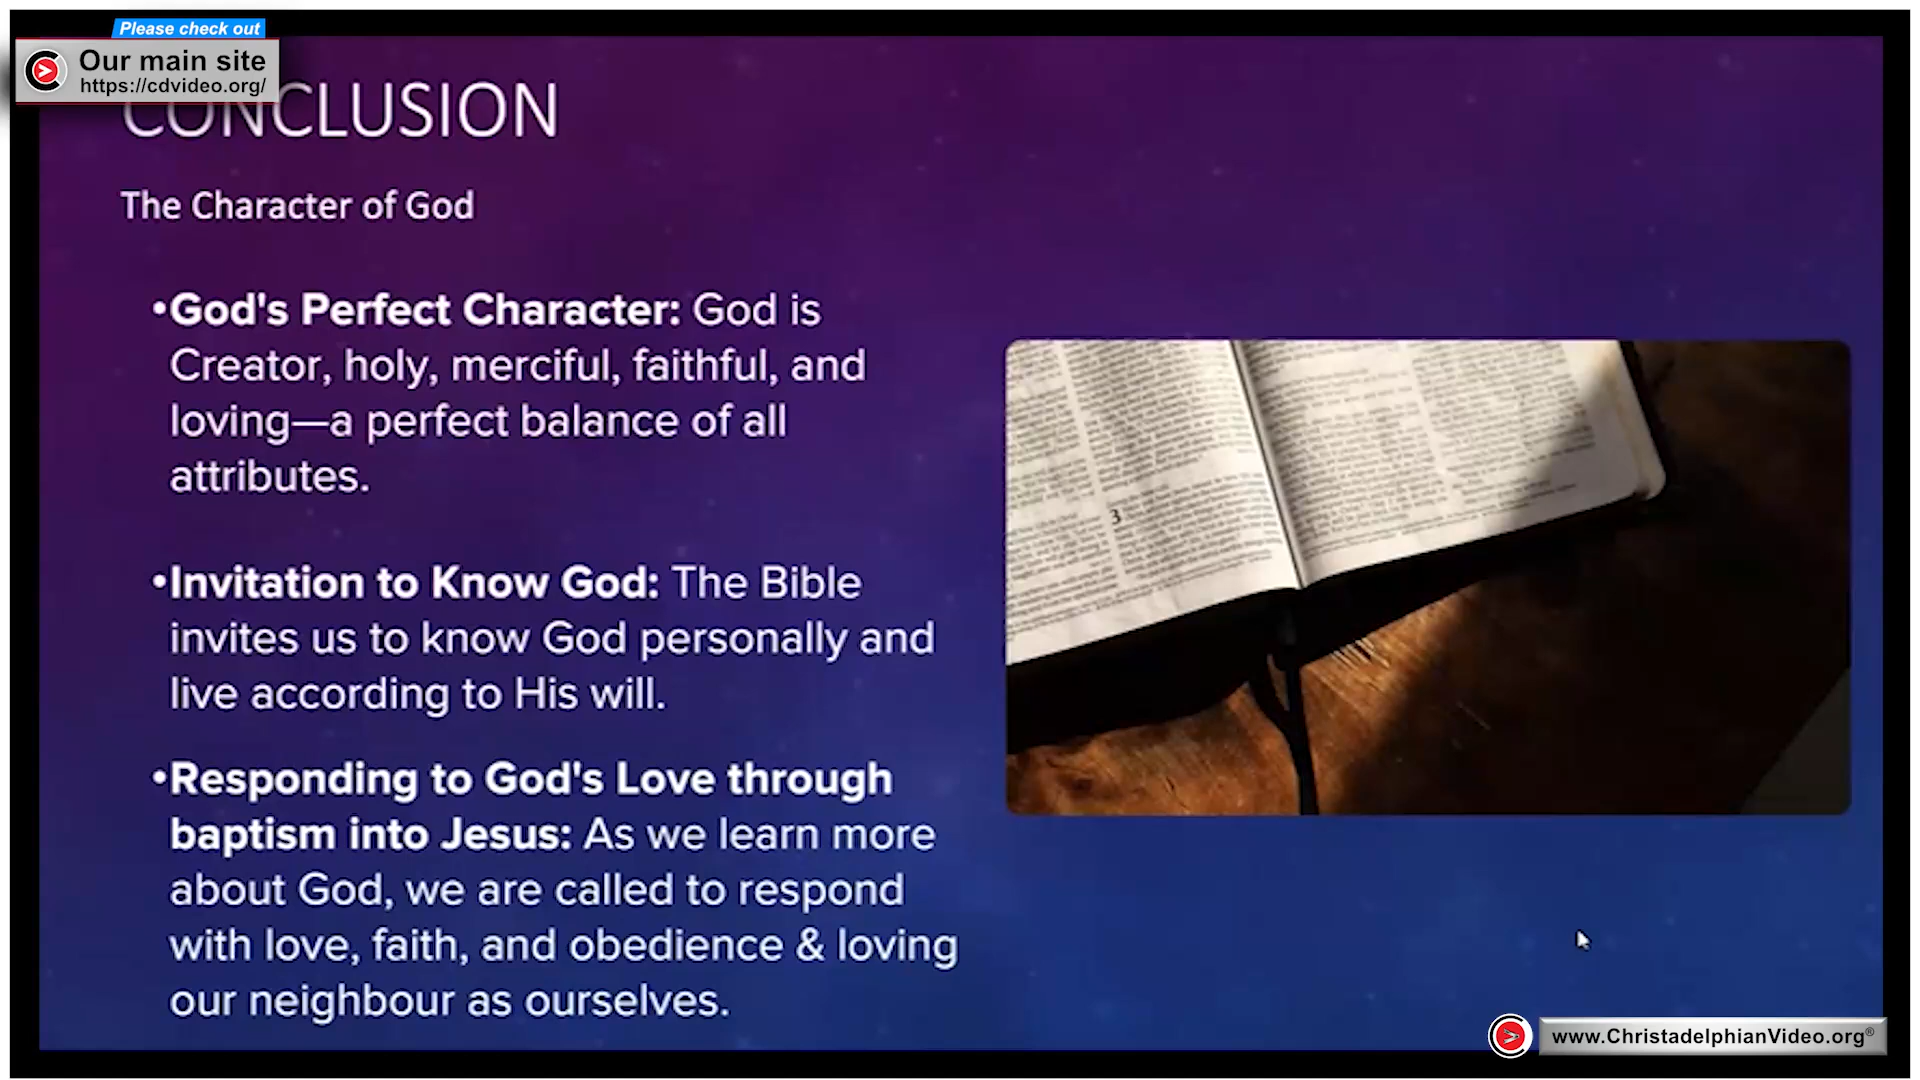 Please check out
Our main site
https://cdvideo.org/
CONCLUSION
The Character of God
•God's Perfect Character: God is
Creator, holy, merciful, faithful, and
loving—a perfect balance of all
attributes.
•Invitation to Know God: The Bible
invites us to know God personally and
live according to His will.
•Responding to God's Love through
baptism into Jesus: As we learn more
about God, we are called to respond
with love, faith, and obedience & loving
our neighbour as ourselves.
3
www.ChristadelphianVideo.org®